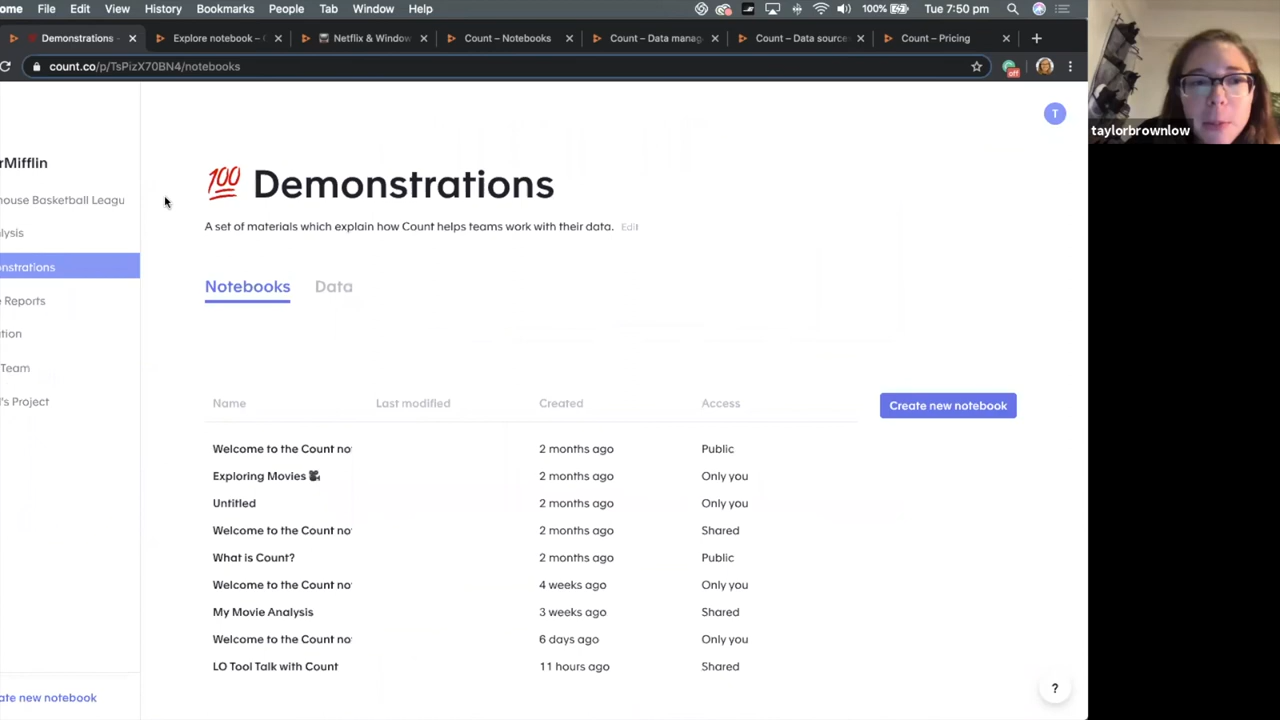 ome File Edit View History Bookmarks People Tab Window Help 100% Tue 7:50 pm
Demonstrations - Explore notebook – C Netflix & Window Count – Notebooks Count – Data manag Count – Data source Count – Pricing
count.co/p/TsPizX70BN4/notebooks
off
taylorbrownlow
T
rMifflin
ouse Basketball Leagu
lysis
nstrations
e Reports
tion
Team
l's Project
ate new notebook
💯 Demonstrations
A set of materials which explain how Count helps teams work with their data. Edit
Notebooks Data
Name Last modified Created Access Create new notebook
Welcome to the Count no 2 months ago Public
Exploring Movies 🎥 2 months ago Only you
Untitled 2 months ago Only you
Welcome to the Count no 2 months ago Shared
What is Count? 2 months ago Public
Welcome to the Count no 4 weeks ago Only you
My Movie Analysis 3 weeks ago Shared
Welcome to the Count no 6 days ago Only you
LO Tool Talk with Count 11 hours ago Shared
?